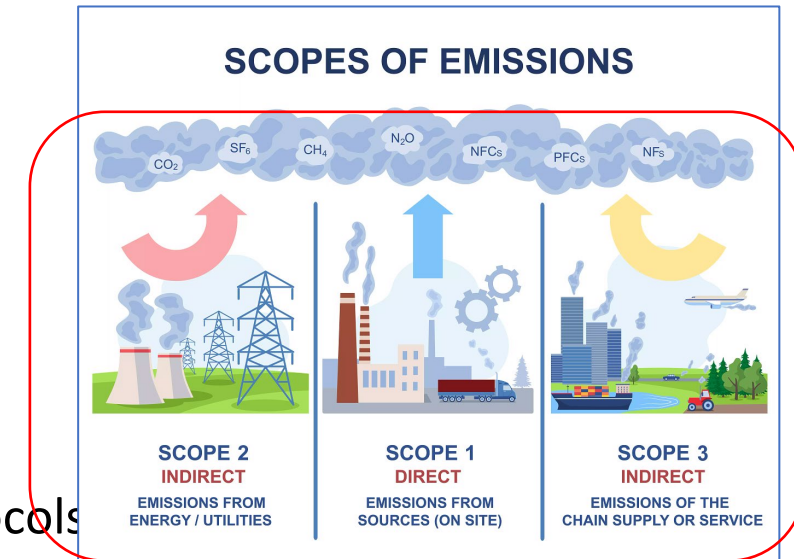 SCOPES OF EMISSIONS
CO₂
SF₆
CH₄
N₂O
NFCs
PFCs
NFs
SCOPE 2
INDIRECT
EMISSIONS FROM
ENERGY / UTILITIES
SCOPE 1
DIRECT
EMISSIONS FROM
SOURCES (ON SITE)
SCOPE 3
INDIRECT
EMISSIONS OF THE
CHAIN SUPPLY OR SERVICE
ocols